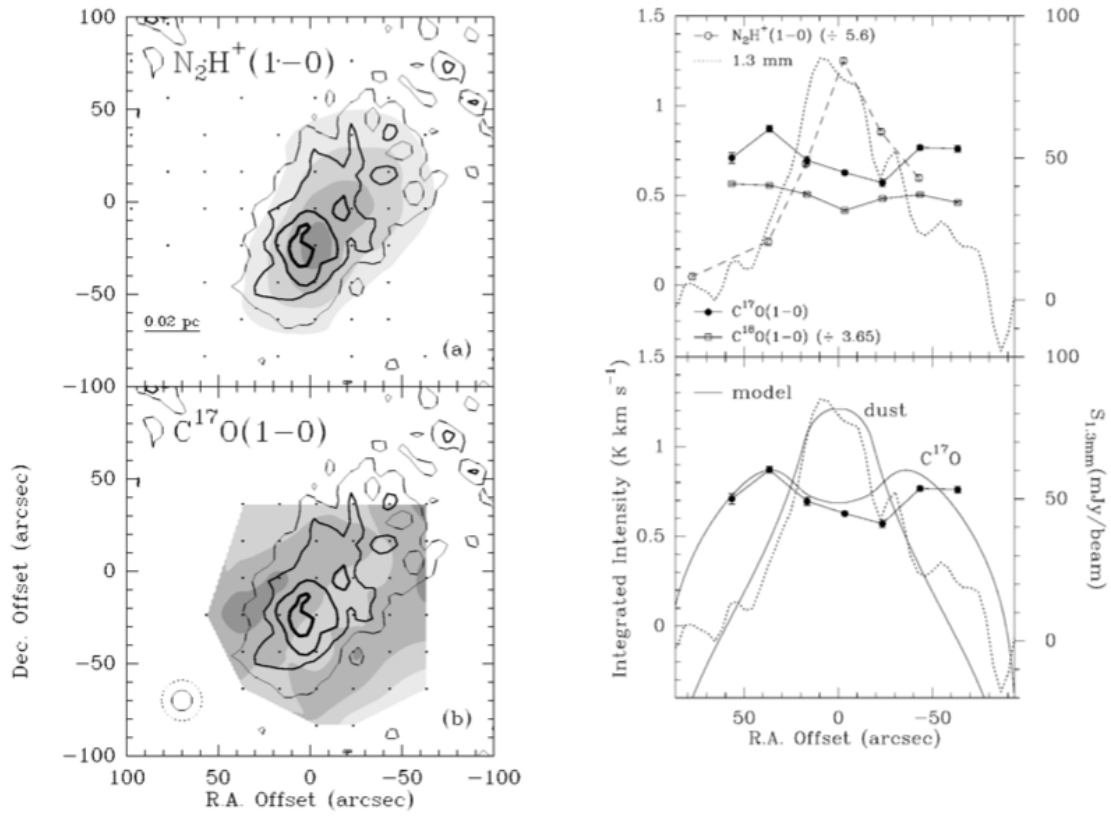 100
50
0
−50
−100
N₂H⁺(1−0)
0.02 pc
(a)
50
0
−50
−100
C¹⁷O(1−0)
(b)
Dec. Offset (arcsec)
100 50 0 −50 −100
R.A. Offset (arcsec)
1.5
1
0.5
0
1.5
N₂H⁺(1−0) (÷ 5.6)
1.3 mm
C¹⁷O(1−0)
C¹⁸O(1−0) (÷ 3.65)
100
50
0
100
1
0.5
0
model
dust
C¹⁷O
50
0
Integrated Intensity (K km s⁻¹)
S₁.₃ₘₘ(mJy/beam)
50 0 −50
R.A. Offset (arcsec)